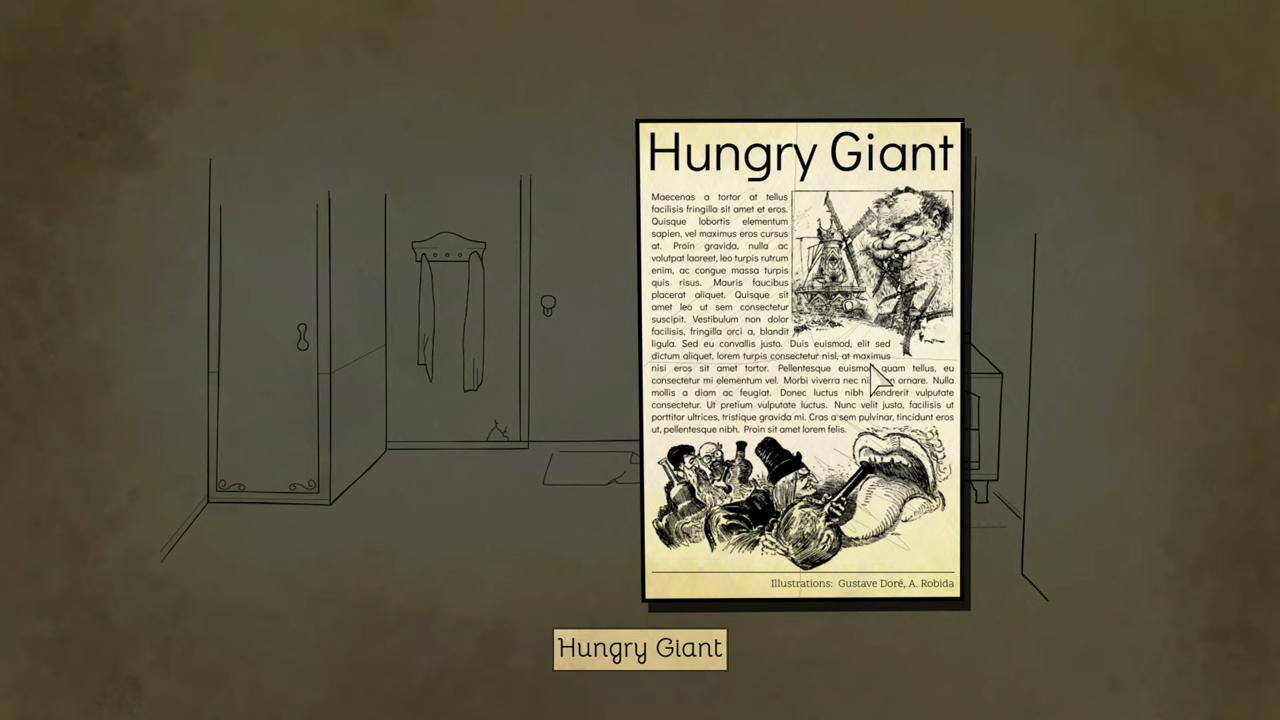 Hungry Giant
Maecenas a tortor at tellus
facilisis fringilla sit amet et eros.
Quisque lobortis elementum
sapien, vel maximus eros cursus
at. Proin gravida, nulla ac
volutpat laoreet, leo turpis rutrum
enim, ac congue massa turpis
quis risus. Mauris faucibus
placerat aliquet. Quisque sit
amet leo ut sem consectetur
suscipit. Vestibulum non dolor
facilisis, fringilla orci a, blandit
ligula. Sed eu convallis justo. Duis euismod, elit sed
dictum aliquet, lorem turpis consectetur nisl, at maximus
nisi eros sit amet tortor. Pellentesque quam tellus, eu
consectetur mi elementum vel. Morbi viverra nec ornare. Nulla
mollis a diam ac feugiat. Donec luctus nibh vulputate
consectetur. Ut pretium vulputate luctus. Nunc velit justo, facilisis ut
porttitor ultrices, tristique gravida mi. Cras a sem pulvinar, tincidunt eros
ut, pellentesque nibh. Proin sit amet lorem felis.
Illustrations: Gustave Doré, A. Robida
Hungry Giant